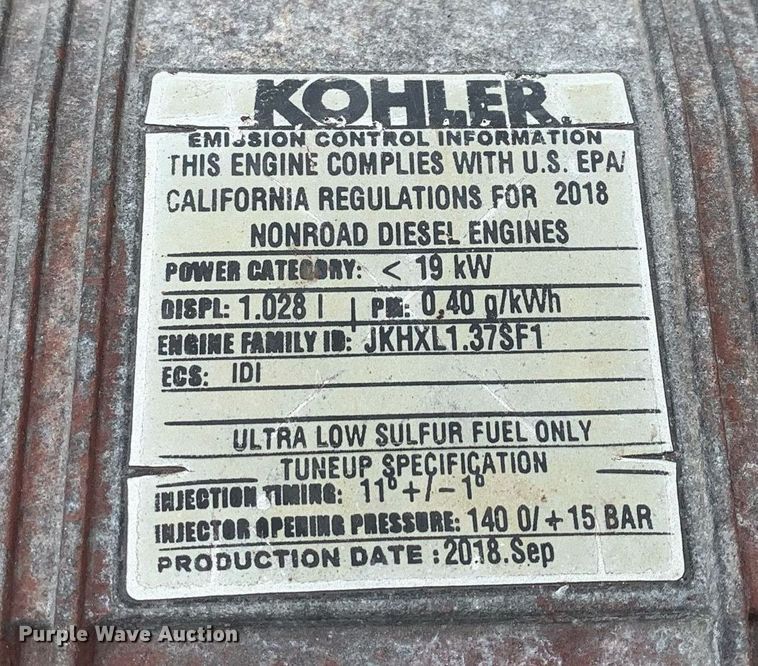 KOHLER.
EMISSION CONTROL INFORMATION
THIS ENGINE COMPLIES WITH U.S. EPA/
CALIFORNIA REGULATIONS FOR 2018
NONROAD DIESEL ENGINES
POWER CATEGORY: < 19 kW
DISPL: 1.028 l | PM: 0.40 g/kWh
ENGINE FAMILY ID: JKHXL1.37SF1
ECS: IDI
ULTRA LOW SULFUR FUEL ONLY
TUNEUP SPECIFICATION
INJECTION TIMING: 11° +/- 1°
INJECTOR OPENING PRESSURE: 140 0/ +15 BAR
PRODUCTION DATE : 2018.Sep
Purple Wave Auction